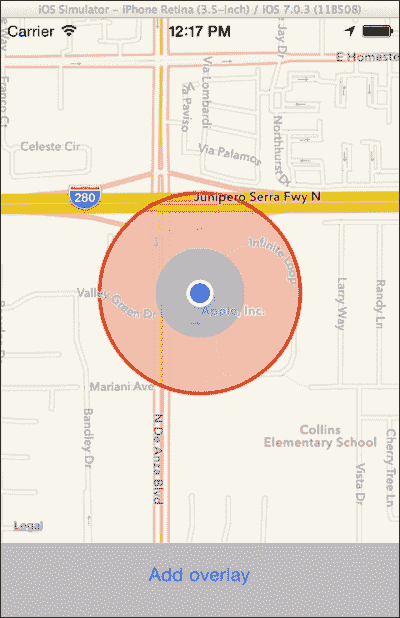 iOS Simulator – iPhone Retina (3.5-inch) / iOS 7.0.3 (11B508)
Carrier 12:17 PM
E Homeste
Franco Ct
Via Lombardi
Via Paviso
Jay Dr
Celeste Cir
Via Palamos
Northhurst Dr
280
Junipero Serra Fwy N
Infinite Loop
Valley Green Dr
Apple, Inc.
Larry Way
Randy Ln
Mariani Ave
Bandley Dr
N De Anza Blvd
Collins
Elementary School
Vista Dr
Cherry Tree Ln
Legal
Add overlay